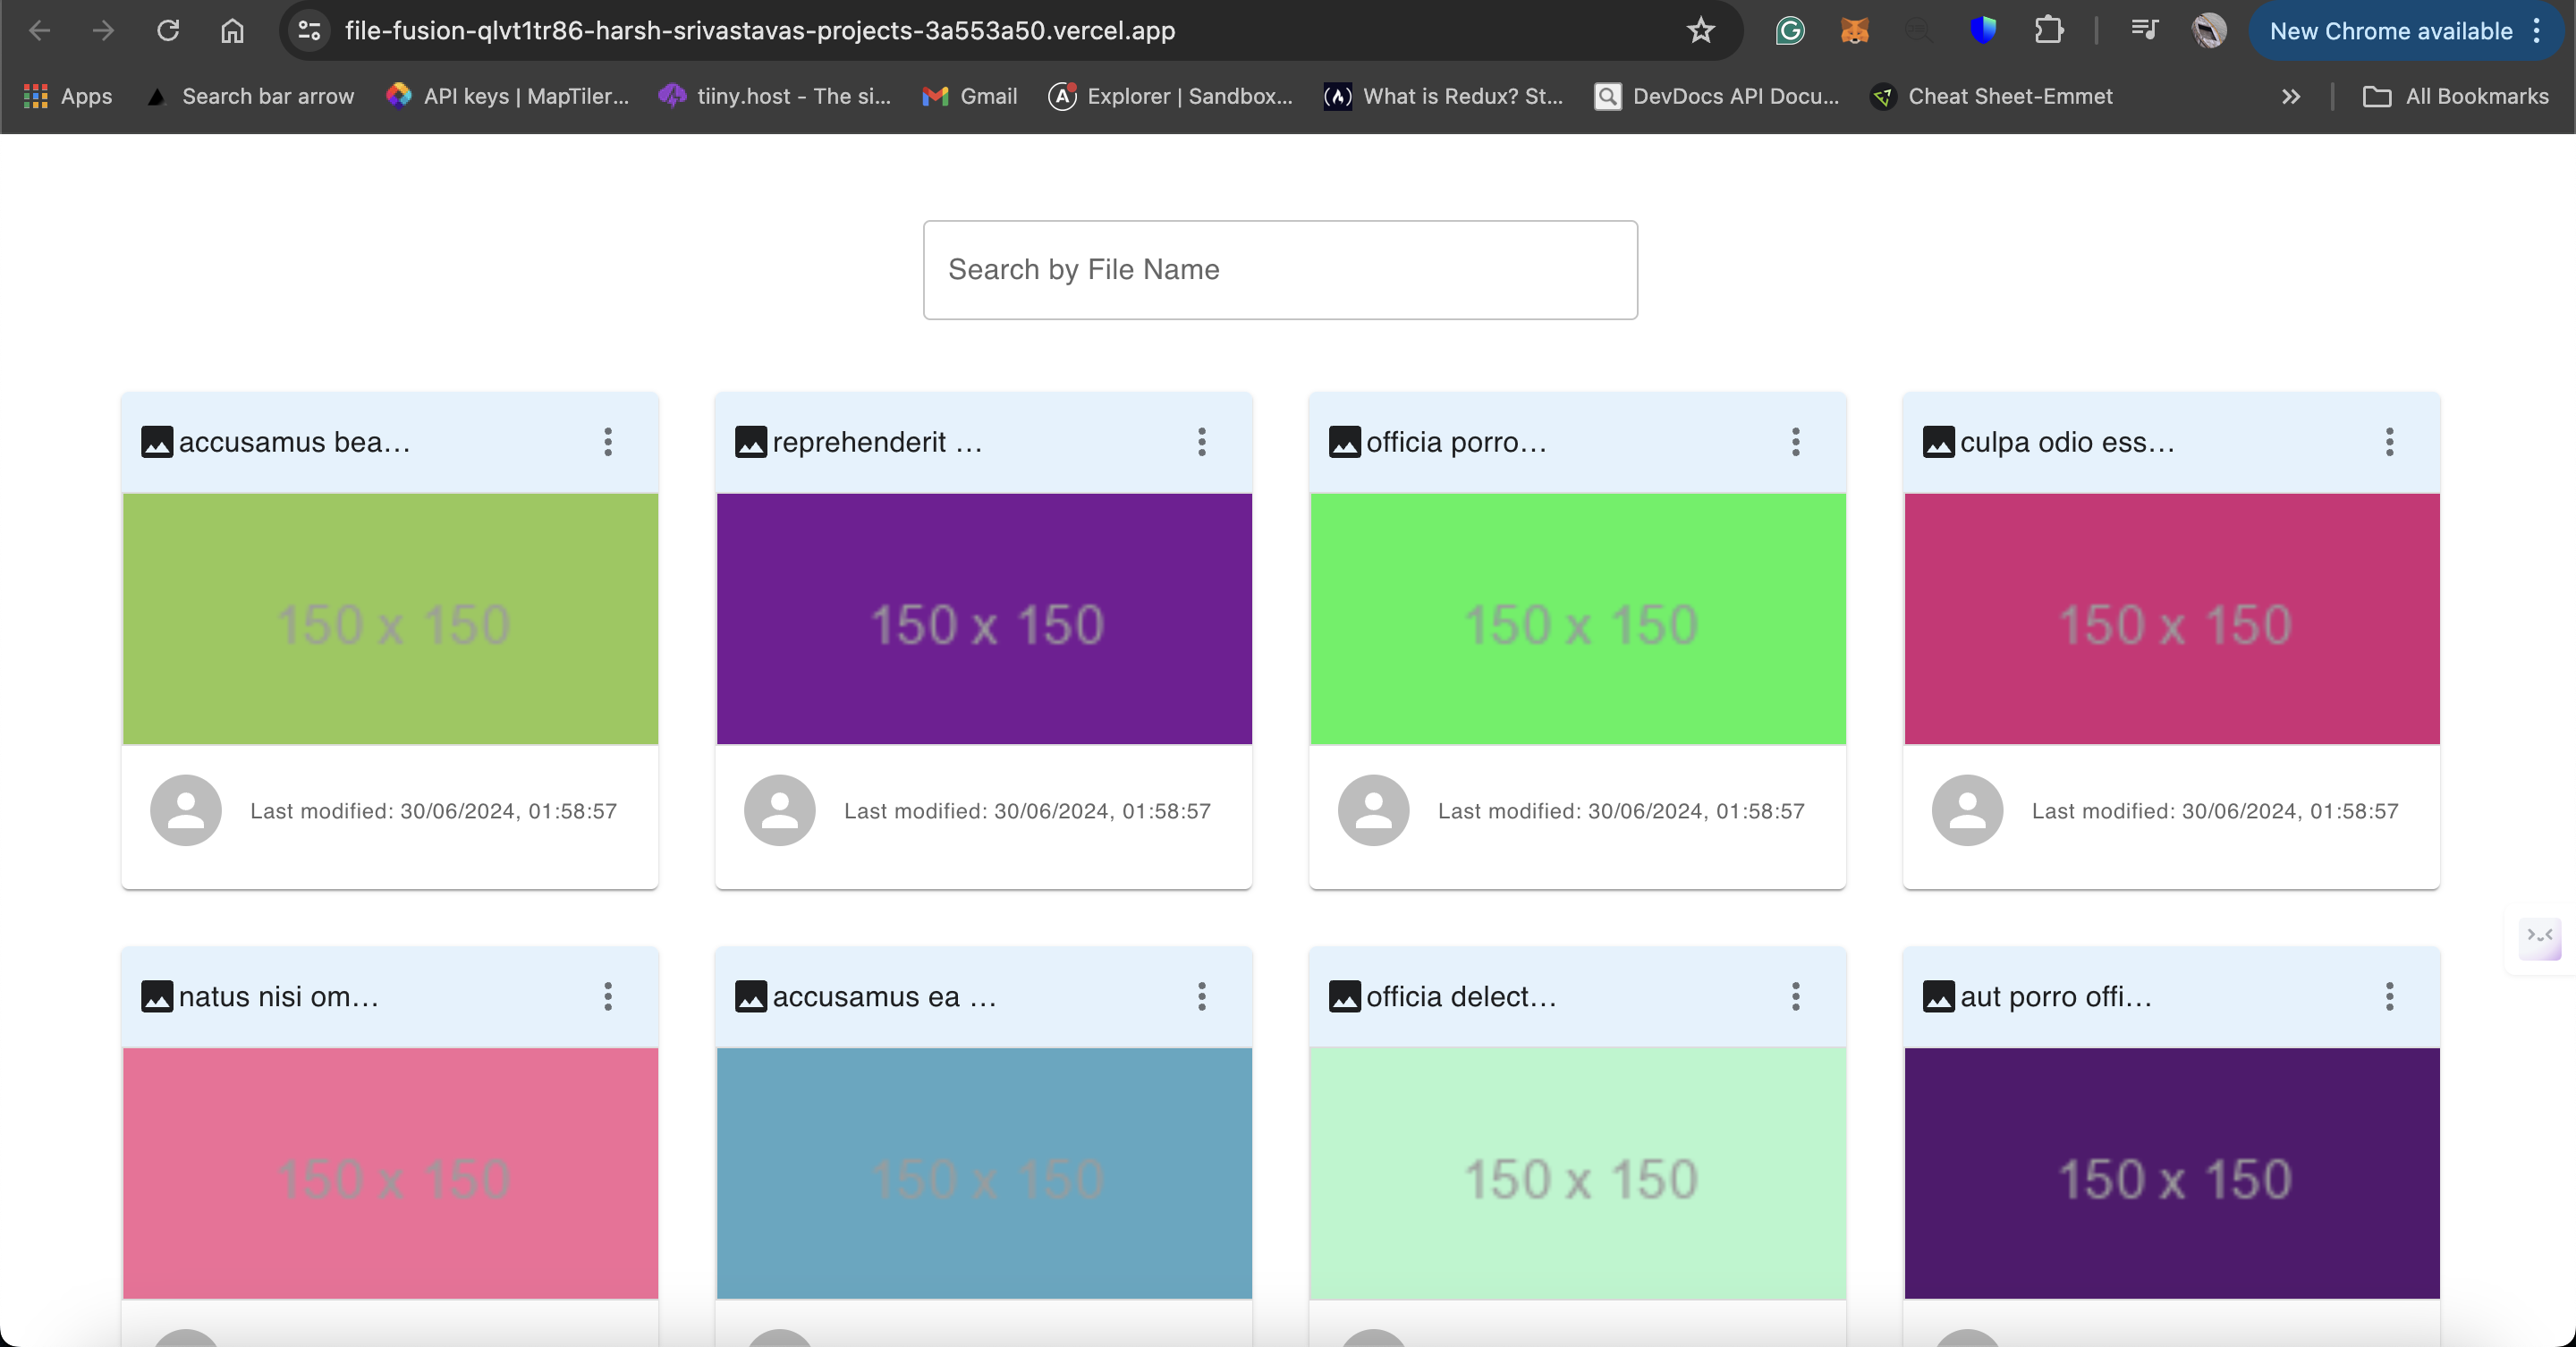 file-fusion-qlvt1tr86-harsh-srivastavas-projects-3a553a50.vercel.app
New Chrome available
Apps
Search bar arrow
API keys | MapTiler...
tiiny.host - The si...
Gmail
Explorer | Sandbox...
What is Redux? St...
DevDocs API Docu...
Cheat Sheet-Emmet
All Bookmarks
Search by File Name
accusamus bea...
reprehenderit ...
officia porro...
culpa odio ess...
150 x 150
150 x 150
150 x 150
150 x 150
Last modified: 30/06/2024, 01:58:57
Last modified: 30/06/2024, 01:58:57
Last modified: 30/06/2024, 01:58:57
Last modified: 30/06/2024, 01:58:57
natus nisi om...
accusamus ea ...
officia delect...
aut porro offi...
150 x 150
150 x 150
150 x 150
150 x 150